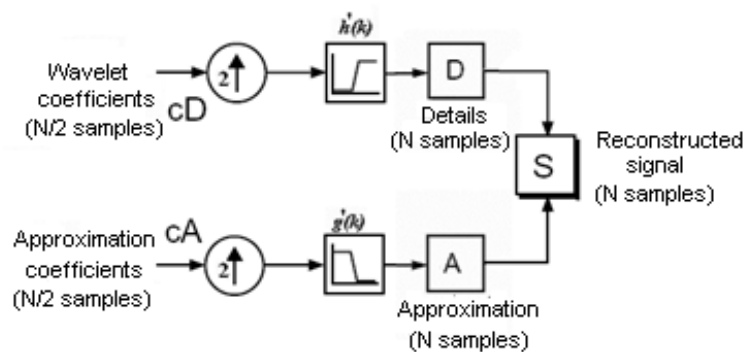 h'(k)
Wavelet
coefficients
(N/2 samples)
cD
2
D
Details
(N samples)
S
Reconstructed
signal
(N samples)
Approximation
coefficients
(N/2 samples)
cA
2
g'(k)
A
Approximation
(N samples)